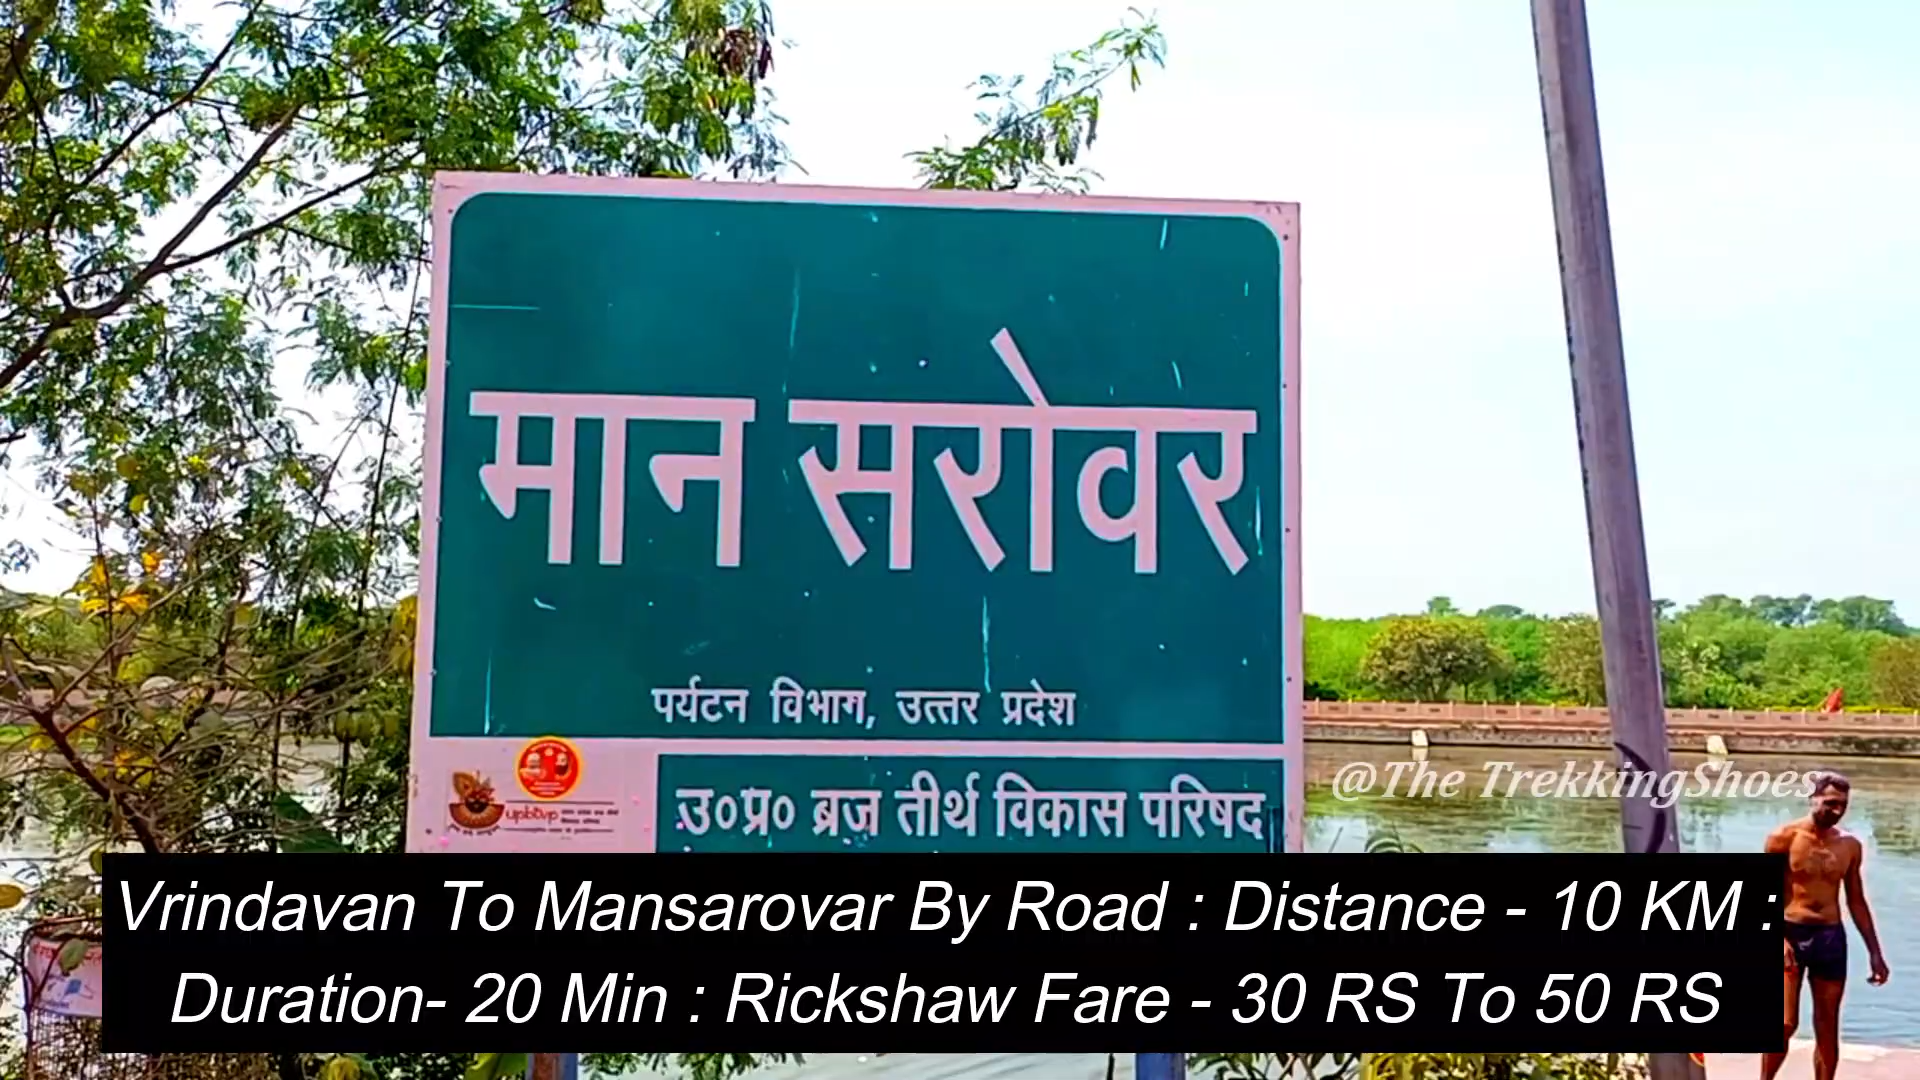 मान सरोवर
पर्यटन विभाग, उत्तर प्रदेश
upbtvp
उ०प्र० ब्रज तीर्थ विकास परिषद
@The TrekkingShoes
Vrindavan To Mansarovar By Road : Distance - 10 KM :
Duration- 20 Min : Rickshaw Fare - 30 RS To 50 RS